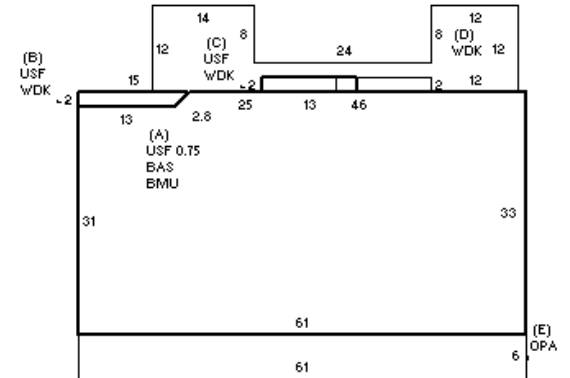 14
12
8
(C)
USF
WDK
24
12
8
(D)
WDK
12
(B)
USF
WDK
2
15
2
2
12
13
2.8
25
13
46
(A)
USF 0.75
BAS
BMU
31
33
61
(E)
OPA
6
61